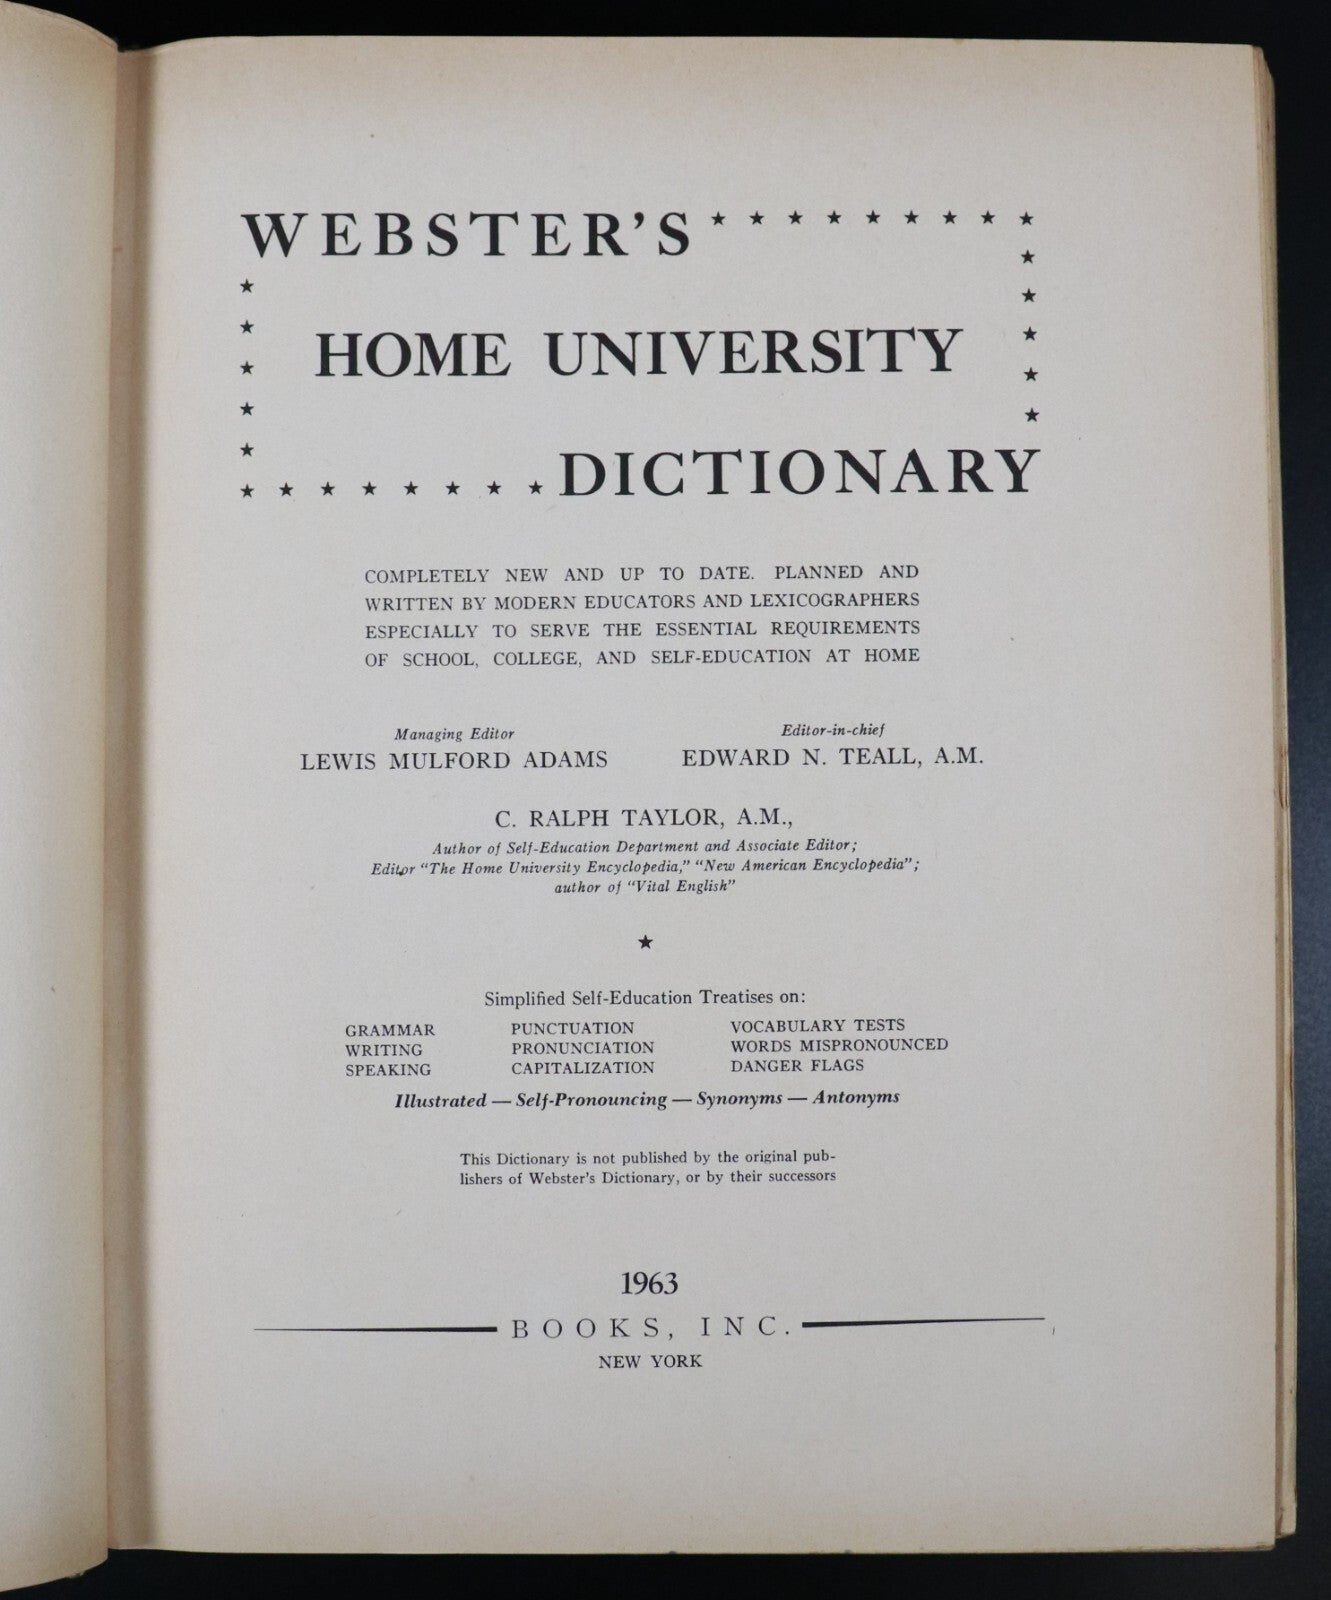 WEBSTER'S
HOME UNIVERSITY
DICTIONARY
COMPLETELY NEW AND UP TO DATE. PLANNED AND
WRITTEN BY MODERN EDUCATORS AND LEXICOGRAPHERS
ESPECIALLY TO SERVE THE ESSENTIAL REQUIREMENTS
OF SCHOOL, COLLEGE, AND SELF-EDUCATION AT HOME
Managing Editor
LEWIS MULFORD ADAMS
Editor-in-chief
EDWARD N. TEALL, A.M.
C. RALPH TAYLOR, A.M.,
Author of Self-Education Department and Associate Editor;
Editor "The Home University Encyclopedia," "New American Encyclopedia";
author of "Vital English"
Simplified Self-Education Treatises on:
GRAMMAR PUNCTUATION VOCABULARY TESTS
WRITING PRONUNCIATION WORDS MISPRONOUNCED
SPEAKING CAPITALIZATION DANGER FLAGS
Illustrated — Self-Pronouncing — Synonyms — Antonyms
This Dictionary is not published by the original pub-
lishers of Webster's Dictionary, or by their successors
1963
BOOKS, INC.
NEW YORK